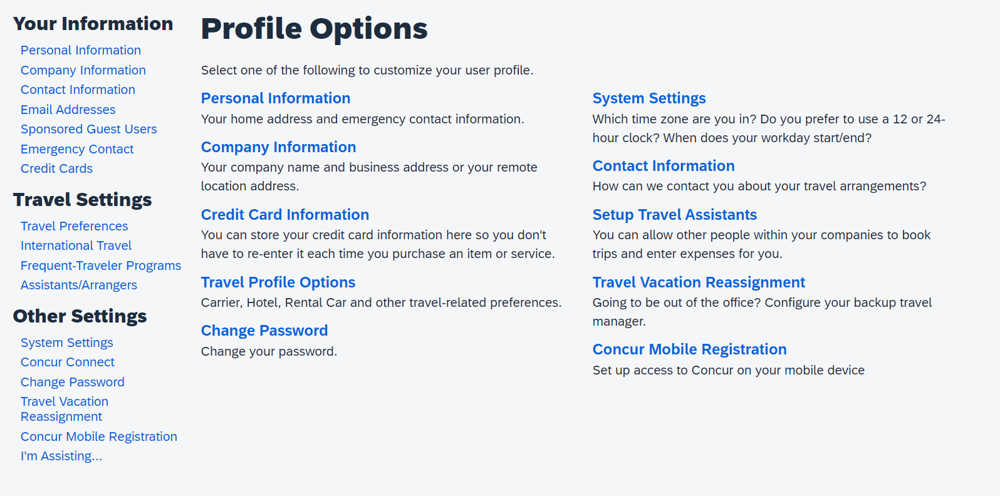 Your Information
Personal Information
Company Information
Contact Information
Email Addresses
Sponsored Guest Users
Emergency Contact
Credit Cards
Travel Settings
Travel Preferences
International Travel
Frequent-Traveler Programs
Assistants/Arrangers
Other Settings
System Settings
Concur Connect
Change Password
Travel Vacation
Reassignment
Concur Mobile Registration
I'm Assisting...
Profile Options
Select one of the following to customize your user profile.
Personal Information
Your home address and emergency contact information.
Company Information
Your company name and business address or your remote
location address.
Credit Card Information
You can store your credit card information here so you don't
have to re-enter it each time you purchase an item or service.
Travel Profile Options
Carrier, Hotel, Rental Car and other travel-related preferences.
Change Password
Change your password.
System Settings
Which time zone are you in? Do you prefer to use a 12 or 24-
hour clock? When does your workday start/end?
Contact Information
How can we contact you about your travel arrangements?
Setup Travel Assistants
You can allow other people within your companies to book
trips and enter expenses for you.
Travel Vacation Reassignment
Going to be out of the office? Configure your backup travel
manager.
Concur Mobile Registration
Set up access to Concur on your mobile device